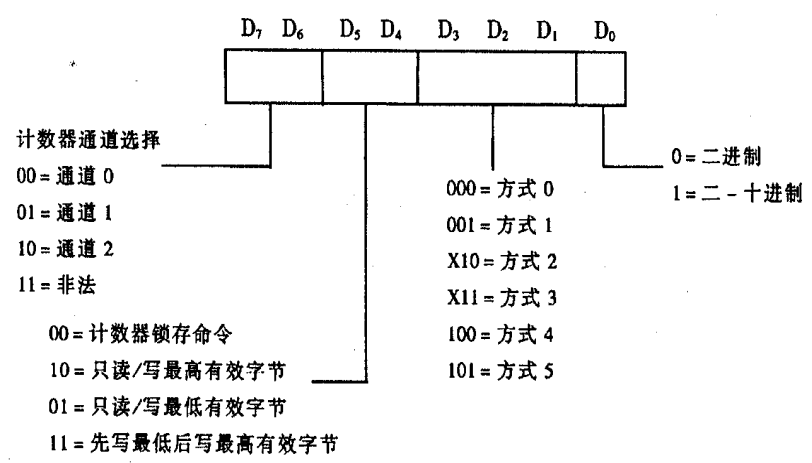 D₇ D₆ D₅ D₄ D₃ D₂ D₁ D₀
计数器通道选择
00=通道 0
01=通道 1
10=通道 2
11=非法
00=计数器锁存命令
10=只读/写最高有效字节
01=只读/写最低有效字节
11=先写最低后写最高有效字节
000=方式 0
001=方式 1
X10=方式 2
X11=方式 3
100=方式 4
101=方式 5
0=二进制
1=二-十进制